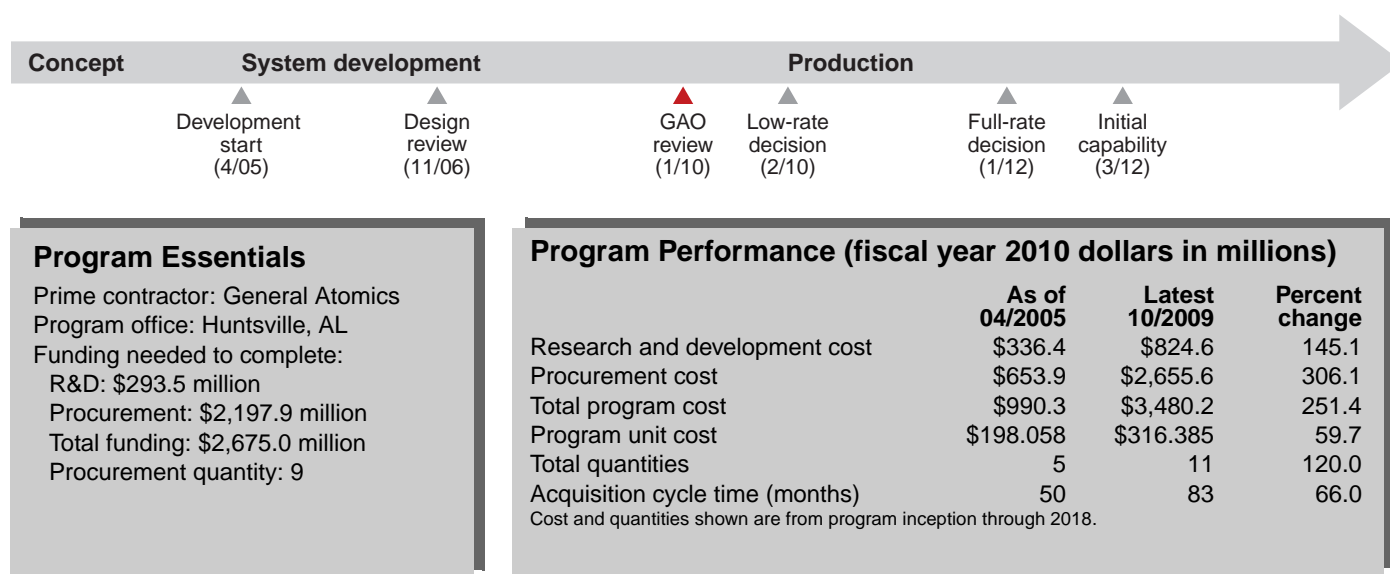 Concept System development Production
Development start (4/05)
Design review (11/06)
GAO review (1/10)
Low-rate decision (2/10)
Full-rate decision (1/12)
Initial capability (3/12)
Program Essentials
Prime contractor: General Atomics
Program office: Huntsville, AL
Funding needed to complete:
R&D: $293.5 million
Procurement: $2,197.9 million
Total funding: $2,675.0 million
Procurement quantity: 9
Program Performance (fiscal year 2010 dollars in millions)
As of 04/2005 Latest 10/2009 Percent change
Research and development cost $336.4 $824.6 145.1
Procurement cost $653.9 $2,655.6 306.1
Total program cost $990.3 $3,480.2 251.4
Program unit cost $198.058 $316.385 59.7
Total quantities 5 11 120.0
Acquisition cycle time (months) 50 83 66.0
Cost and quantities shown are from program inception through 2018.